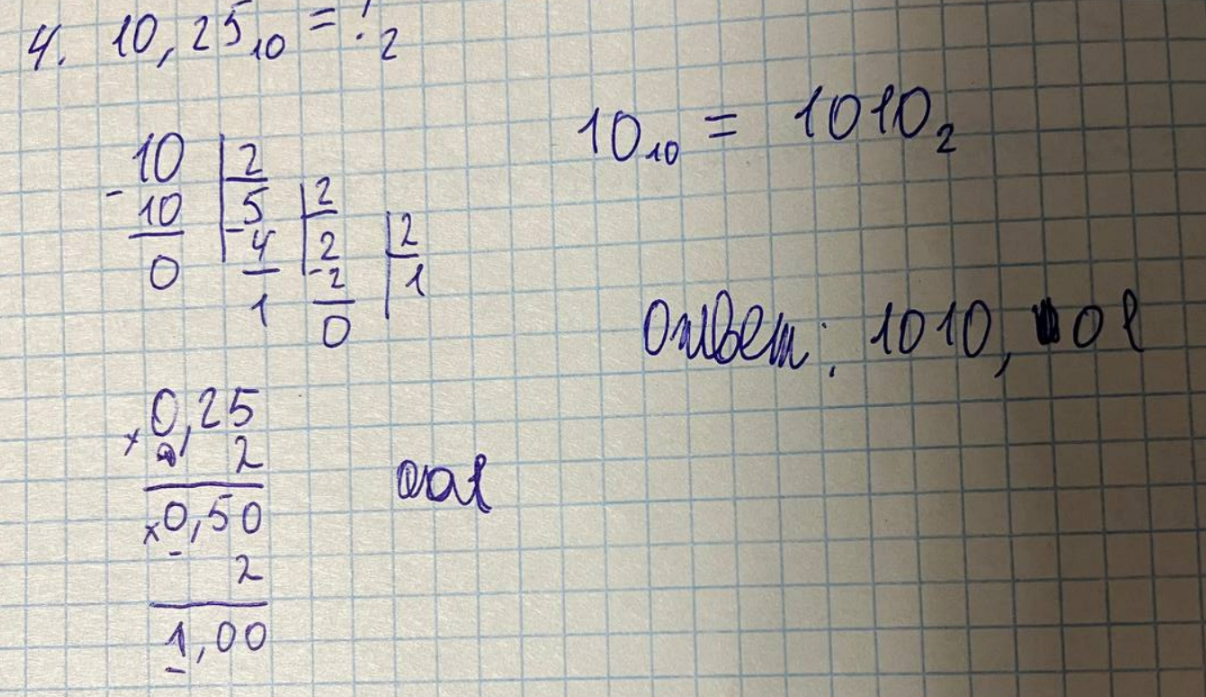 4. 10,25₁₀ = ?₂
10₁₀ = 1010₂
10 | 2
- 10 | 5 | 2
0 - 4 | 2 | 2
1 - 2 | 1
0
Ответ: 1010,01
× 0,25
2
× 0,50
2
1,00
01